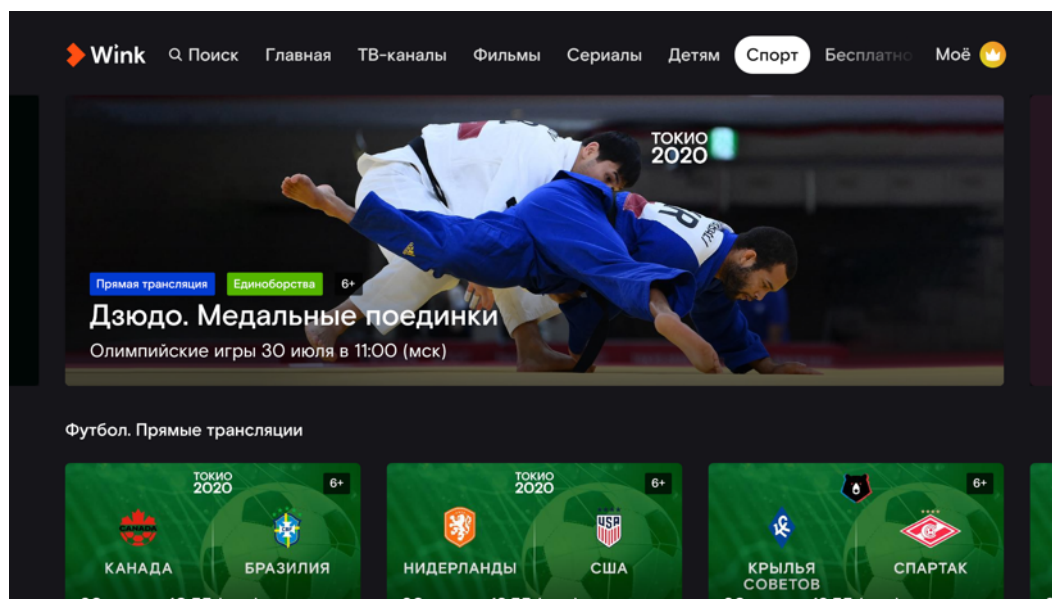 Wink
Поиск
Главная
ТВ-каналы
Фильмы
Сериалы
Детям
Спорт
Бесплатно
Моё
ТОКИО
2020
Прямая трансляция
Единоборства
6+
Дзюдо. Медальные поединки
Олимпийские игры 30 июля в 11:00 (мск)
Футбол. Прямые трансляции
ТОКИО
2020
6+
CANADA
КАНАДА
БРАЗИЛИЯ
ТОКИО
2020
6+
USA
НИДЕРЛАНДЫ
США
6+
КРЫЛЬЯ
СОВЕТОВ
СПАРТАК